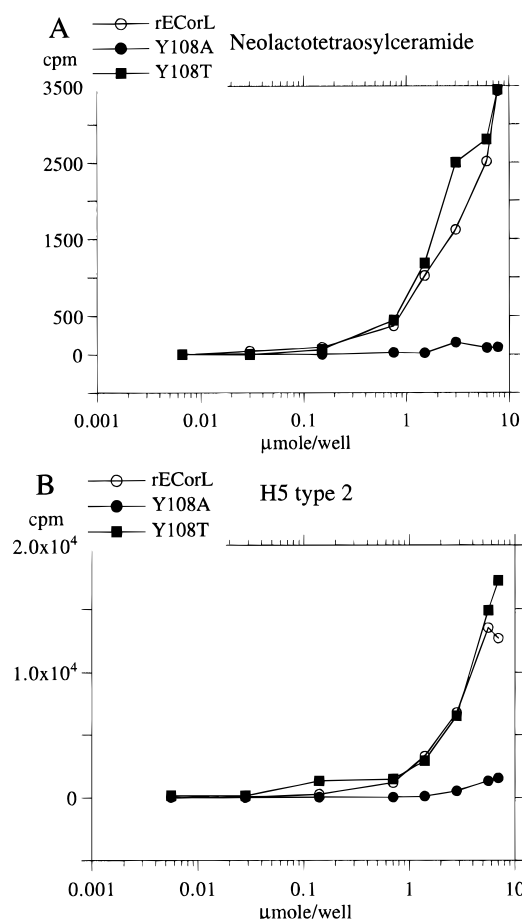 A
rECorL
Y108A
Y108T
Neolactotetraosylceramide
cpm
3500
2500
1500
500
0
0.001
0.01
0.1
1
10
μmole/well
B
rECorL
Y108A
Y108T
H5 type 2
cpm
2.0x10⁴
1.0x10⁴
0
0.001
0.01
0.1
1
10
μmole/well